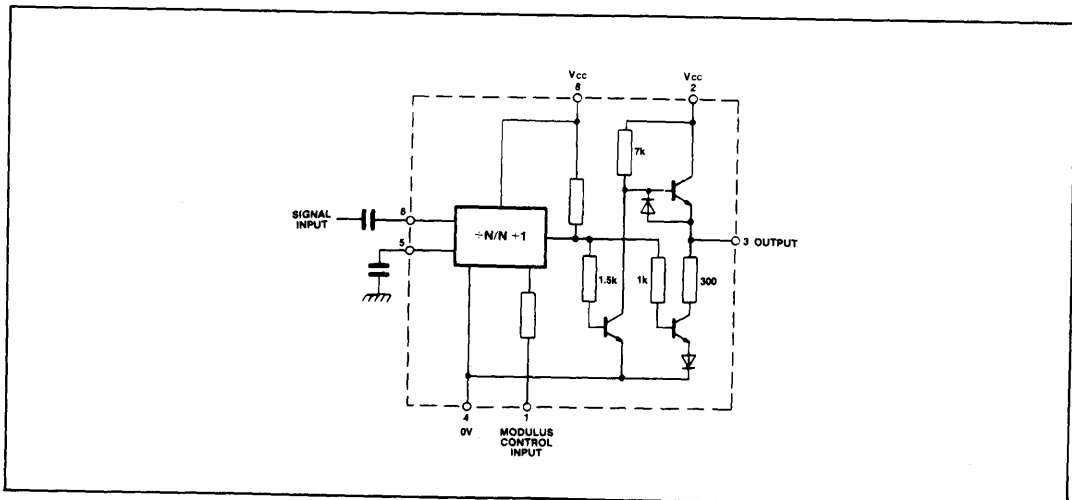 Vcc
8
Vcc
2
7k
SIGNAL
INPUT
6
÷N/N +1
5
3 OUTPUT
1.5k
1k
300
4
0V
1
MODULUS
CONTROL
INPUT